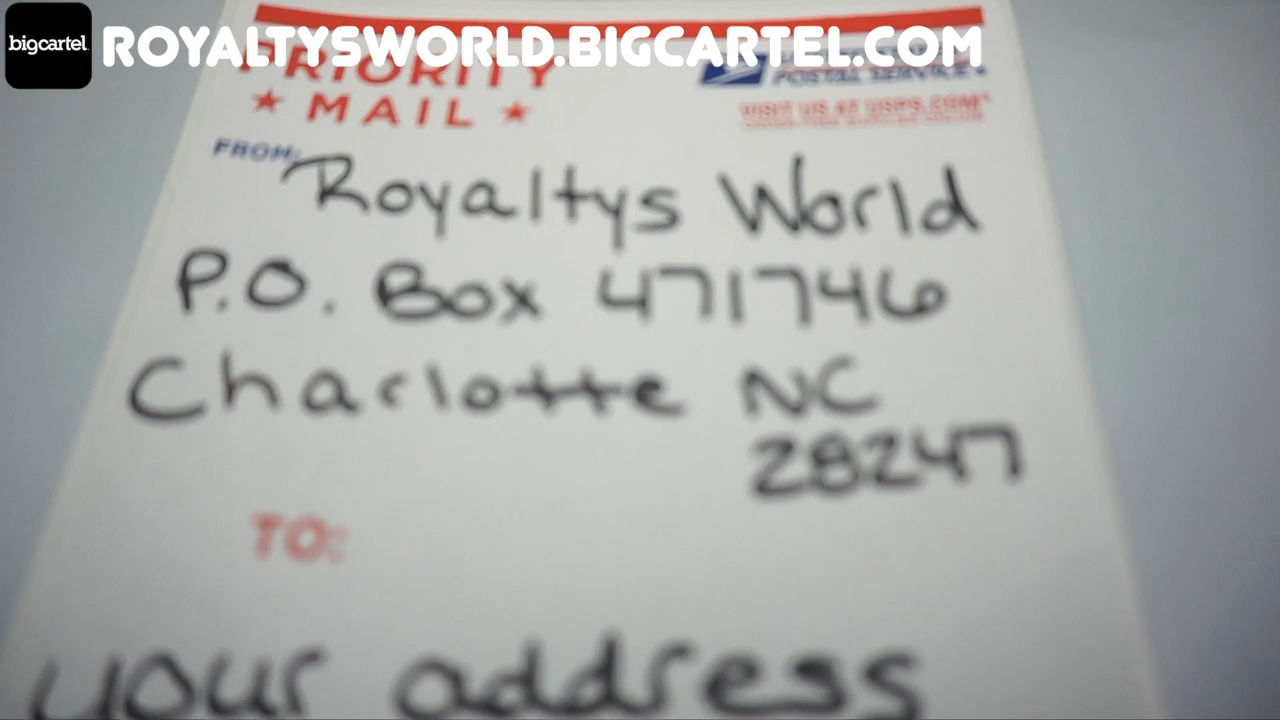 bigcartel
ROYALTYSWORLD.BIGCARTEL.COM
PRIORITY
★ MAIL ★
POSTAL SERVICE
VISIT US AT USPS.COM
FROM:
Royaltys World
P.O. Box 471746
Charlotte NC
28247
TO:
your address